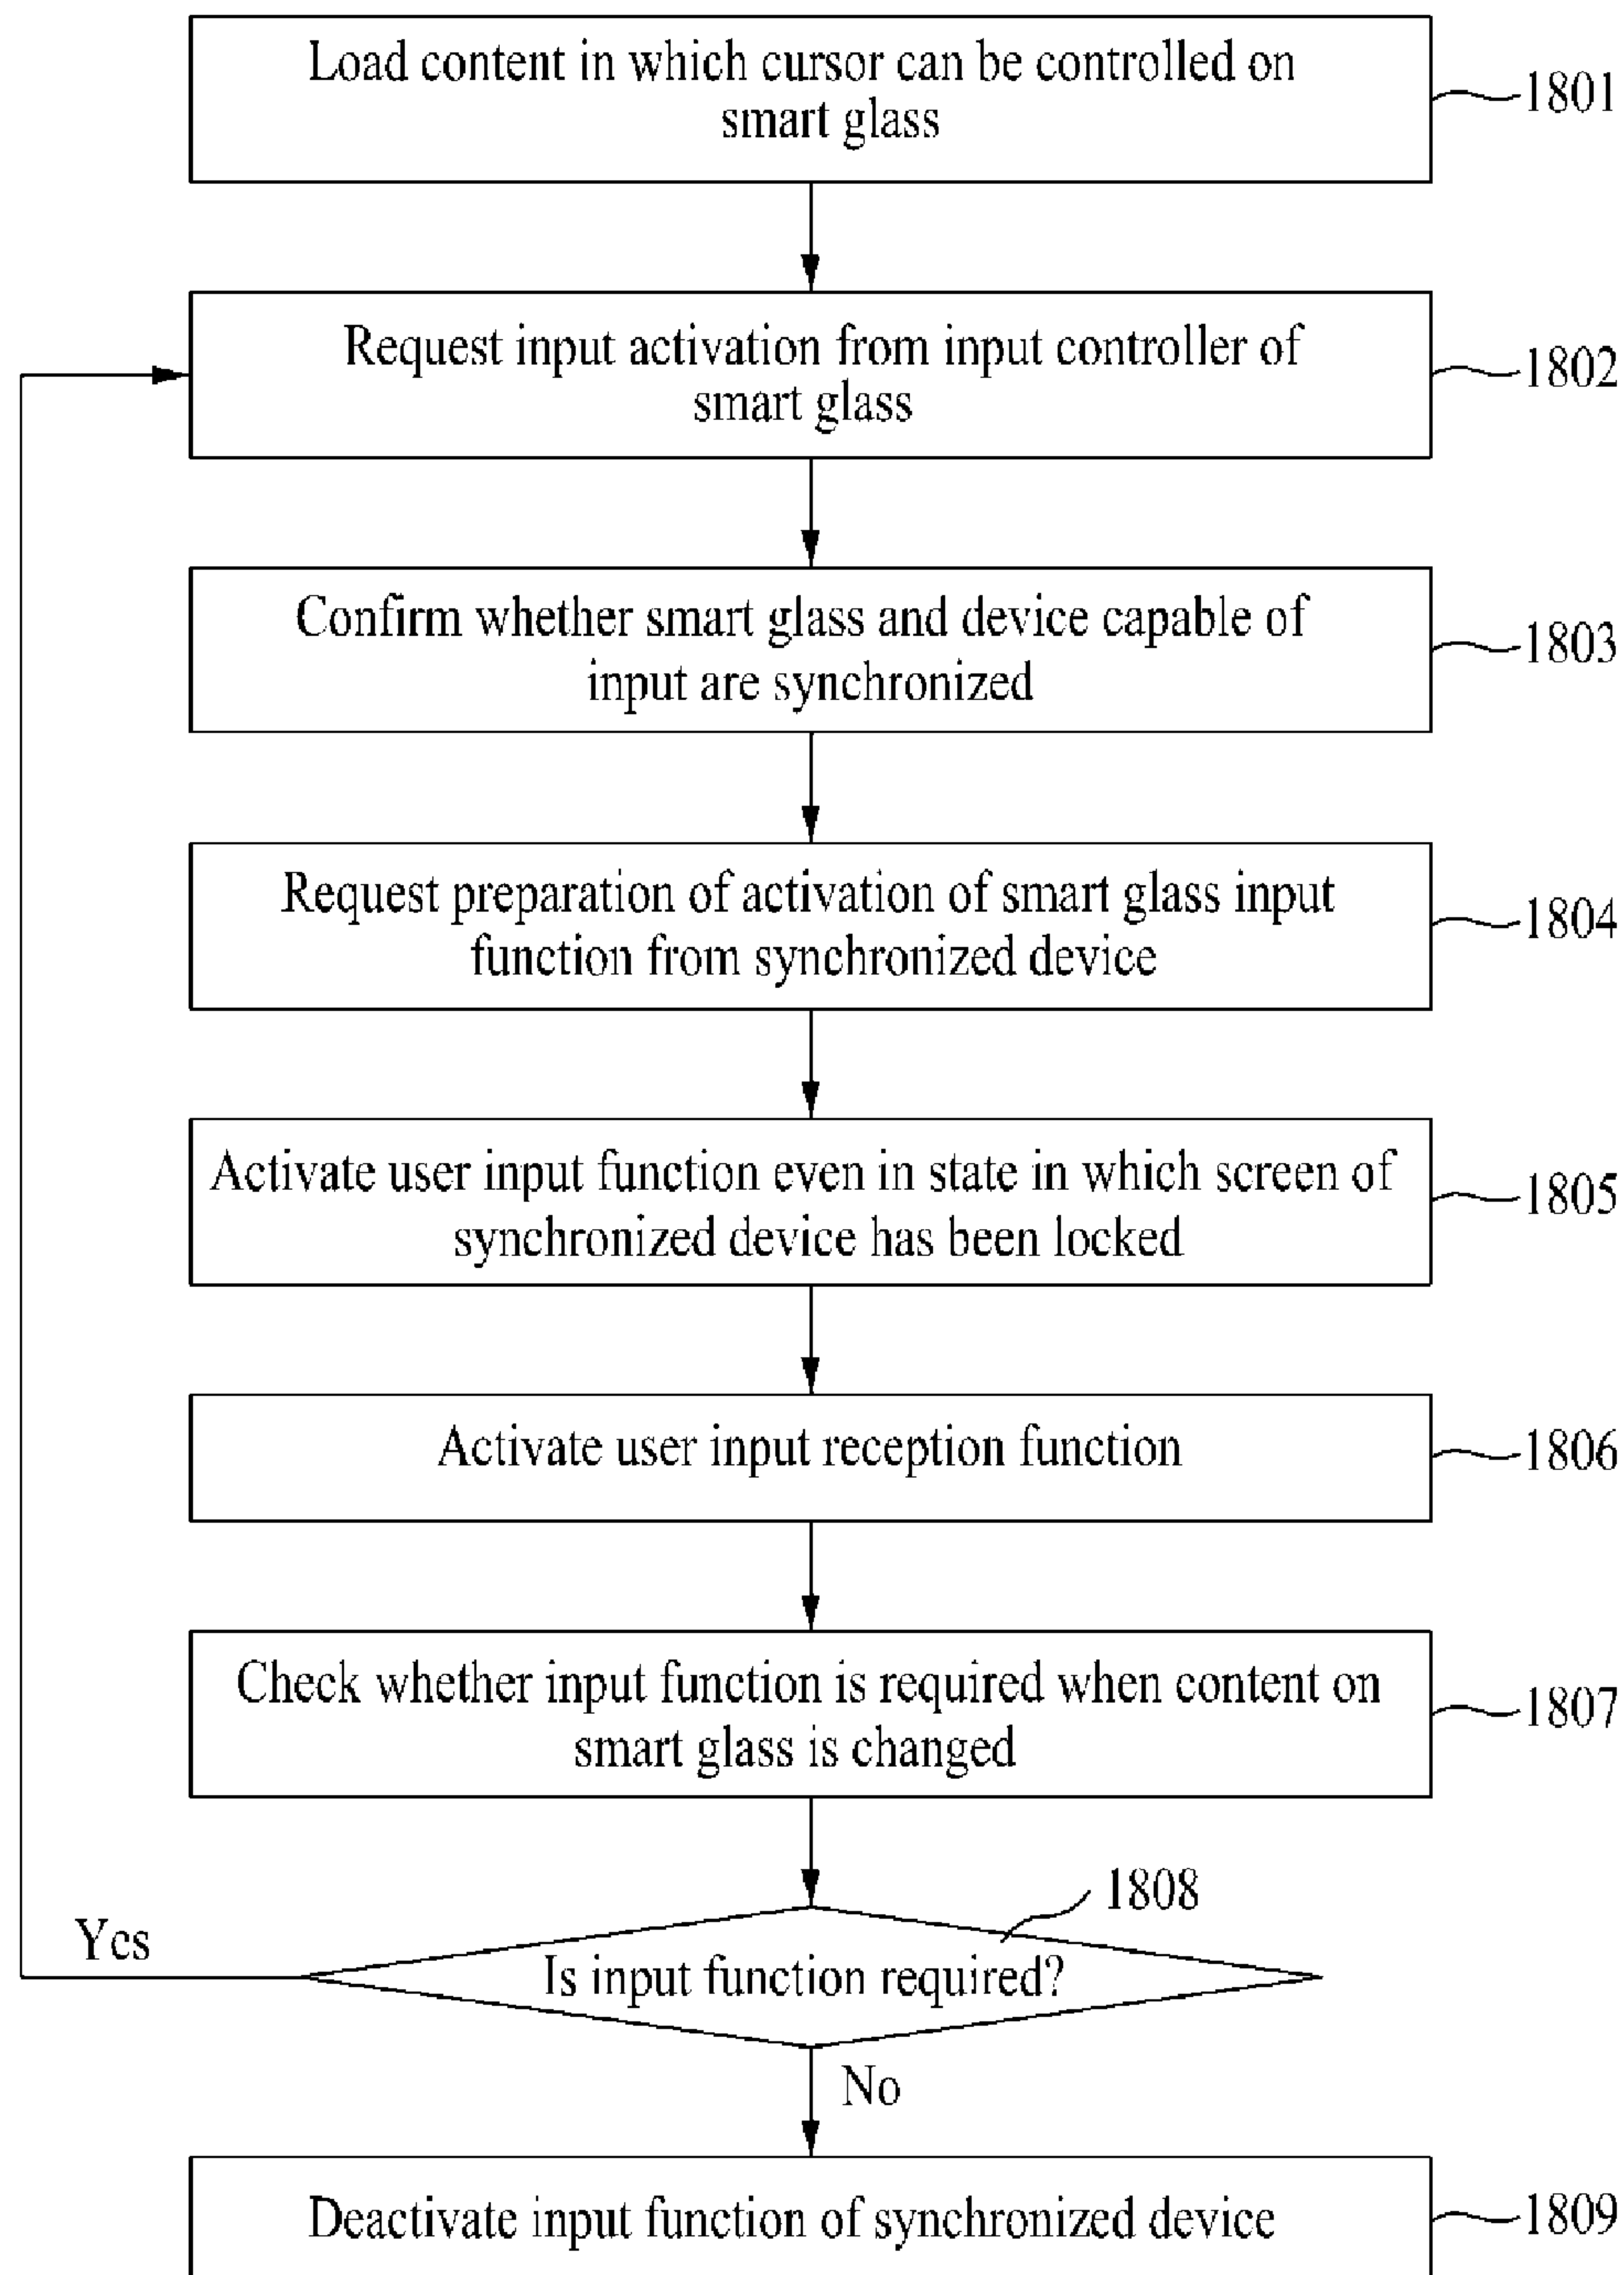 Load content in which cursor can be controlled on
smart glass
1801
Request input activation from input controller of
smart glass
1802
Confirm whether smart glass and device capable of
input are synchronized
1803
Request preparation of activation of smart glass input
function from synchronized device
1804
Activate user input function even in state in which screen of
synchronized device has been locked
1805
Activate user input reception function
1806
Check whether input function is required when content on
smart glass is changed
1807
1808
Yes
Is input function required?
No
Deactivate input function of synchronized device
1809